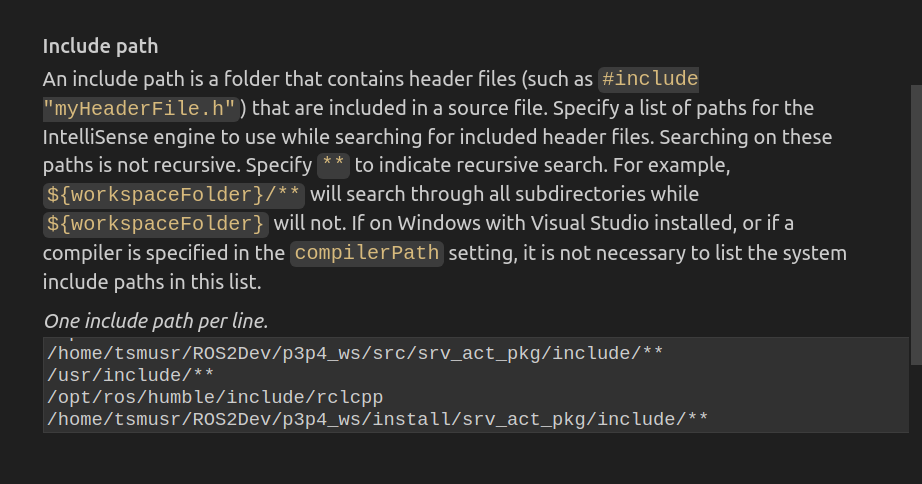 Include path
An include path is a folder that contains header files (such as #include
"myHeaderFile.h") that are included in a source file. Specify a list of paths for the
IntelliSense engine to use while searching for included header files. Searching on these
paths is not recursive. Specify ** to indicate recursive search. For example,
${workspaceFolder}/** will search through all subdirectories while
${workspaceFolder} will not. If on Windows with Visual Studio installed, or if a
compiler is specified in the compilerPath setting, it is not necessary to list the system
include paths in this list.
One include path per line.
/home/tsmusr/ROS2Dev/p3p4_ws/src/srv_act_pkg/include/**
/usr/include/**
/opt/ros/humble/include/rclcpp
/home/tsmusr/ROS2Dev/p3p4_ws/install/srv_act_pkg/include/**